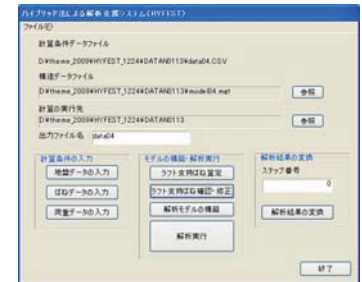 ハイブリッド法による解析支援システム(HYFEST)
ファイル(F)
計算条件データファイル
D:¥theme_2009¥HYFEST_1224¥DATAN0113¥data04.CSV
構造データファイル
D:¥theme_2009¥HYFEST_1224¥DATAN0113¥model04.mat
参照
計算の実行先
D:¥theme_2009¥HYFEST_1224¥DATAN0113
参照
出力ファイル名 data04
計算条件の入力
地盤データの入力
ばねデータの入力
荷重データの入力
モデルの構築・解析実行
ラフト支持ばね算定
ラフト支持ばね確認・修正
解析モデルの構築
解析実行
解析結果の変換
ステップ番号
0
解析結果の変換
終了